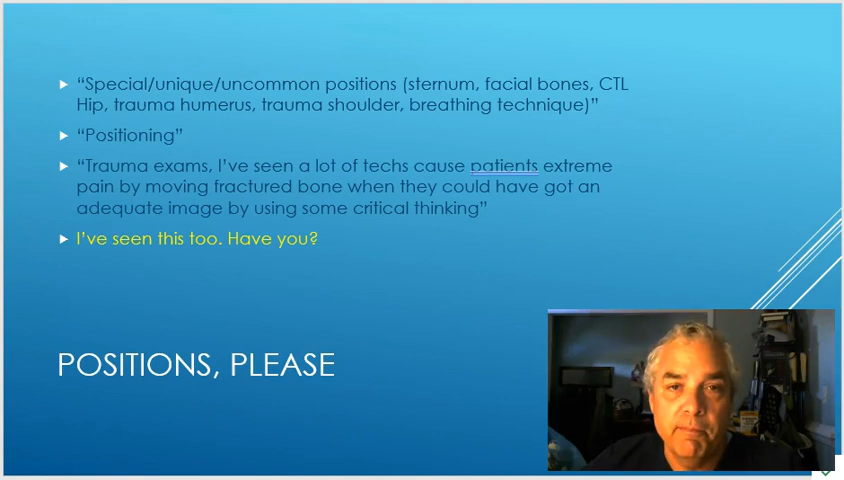 “Special/unique/uncommon positions (sternum, facial bones, CTL
Hip, trauma humerus, trauma shoulder, breathing technique)”
“Positioning”
“Trauma exams, I’ve seen a lot of techs cause patients extreme
pain by moving fractured bone when they could have got an
adequate image by using some critical thinking”
I’ve seen this too. Have you?
POSITIONS, PLEASE